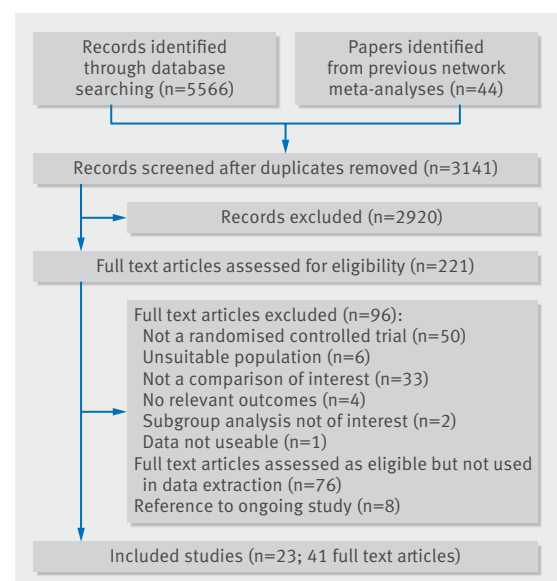 Records identified
through database
searching (n=5566)
Papers identified
from previous network
meta-analyses (n=44)
Records screened after duplicates removed (n=3141)
Records excluded (n=2920)
Full text articles assessed for eligibility (n=221)
Full text articles excluded (n=96):
Not a randomised controlled trial (n=50)
Unsuitable population (n=6)
Not a comparison of interest (n=33)
No relevant outcomes (n=4)
Subgroup analysis not of interest (n=2)
Data not useable (n=1)
Full text articles assessed as eligible but not used
in data extraction (n=76)
Reference to ongoing study (n=8)
Included studies (n=23; 41 full text articles)